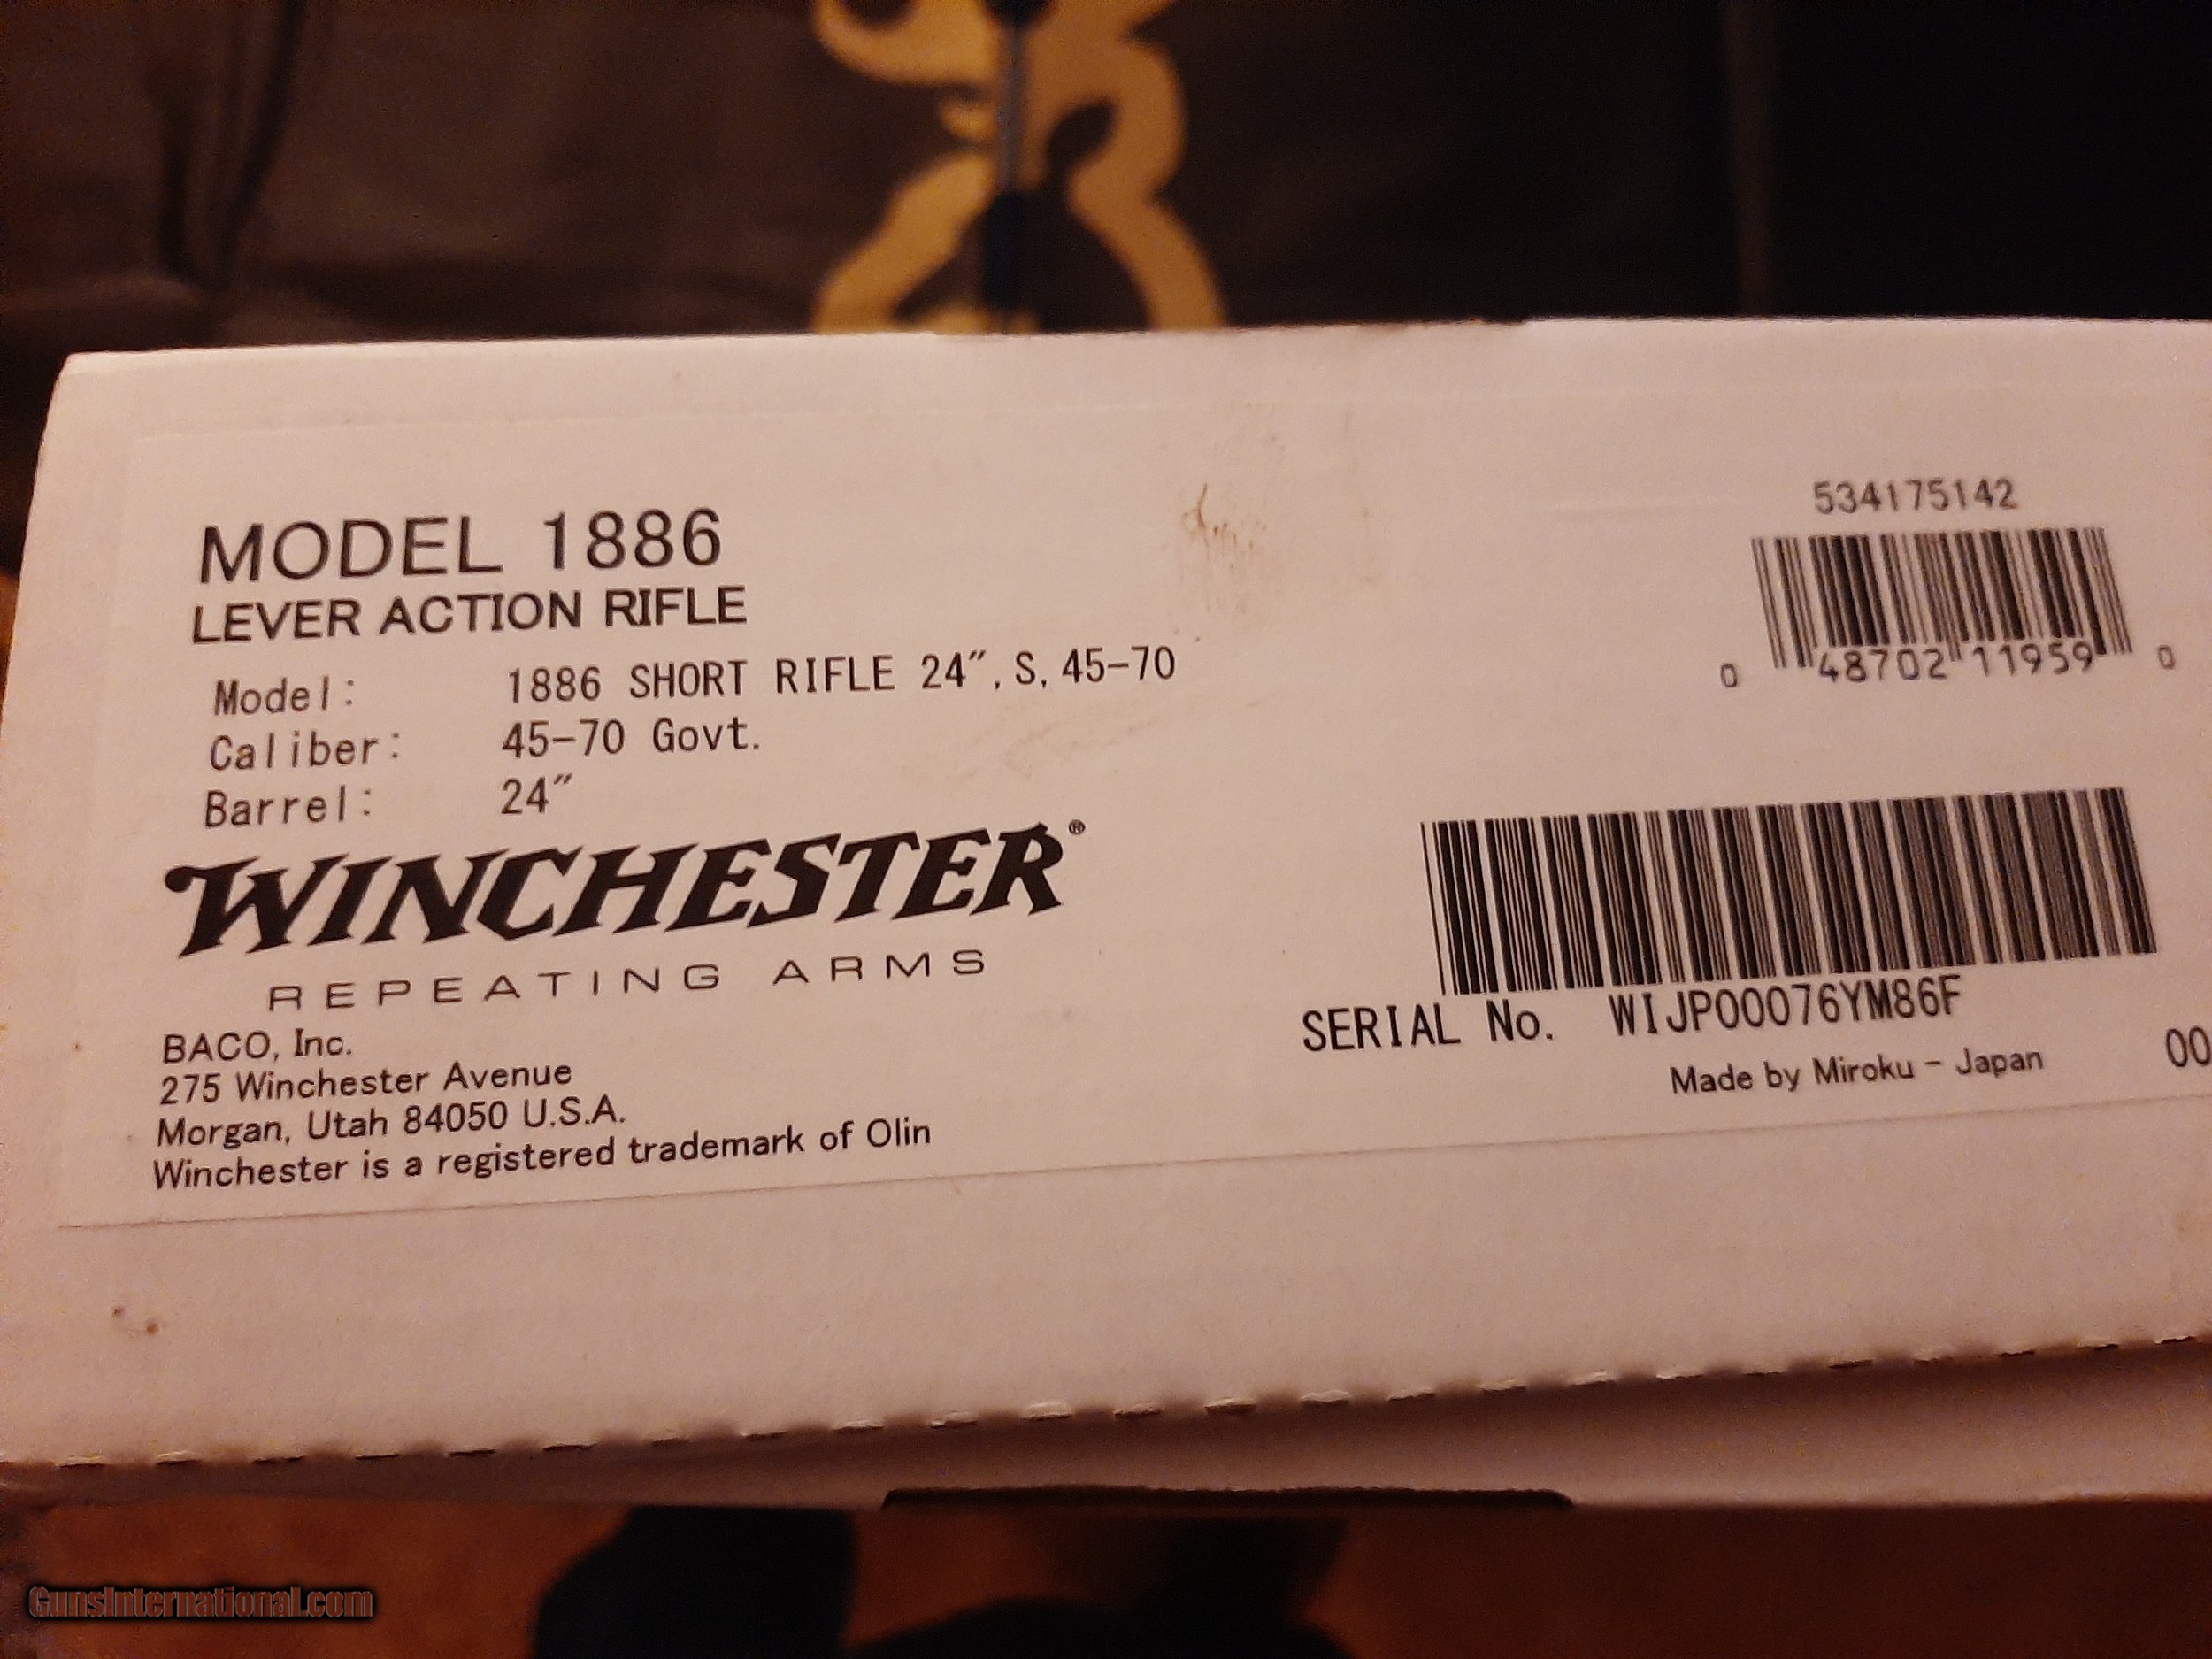 MODEL 1886
LEVER ACTION RIFLE
Model: 1886 SHORT RIFLE 24", S, 45-70
Caliber: 45-70 Govt.
Barrel: 24"
WINCHESTER®
REPEATING ARMS
BACO, Inc.
275 Winchester Avenue
Morgan, Utah 84050 U.S.A.
Winchester is a registered trademark of Olin
534175142
0 48702 11959 0
SERIAL No. WIJP00076YM86F
Made by Miroku - Japan
00
GunsInternational.com